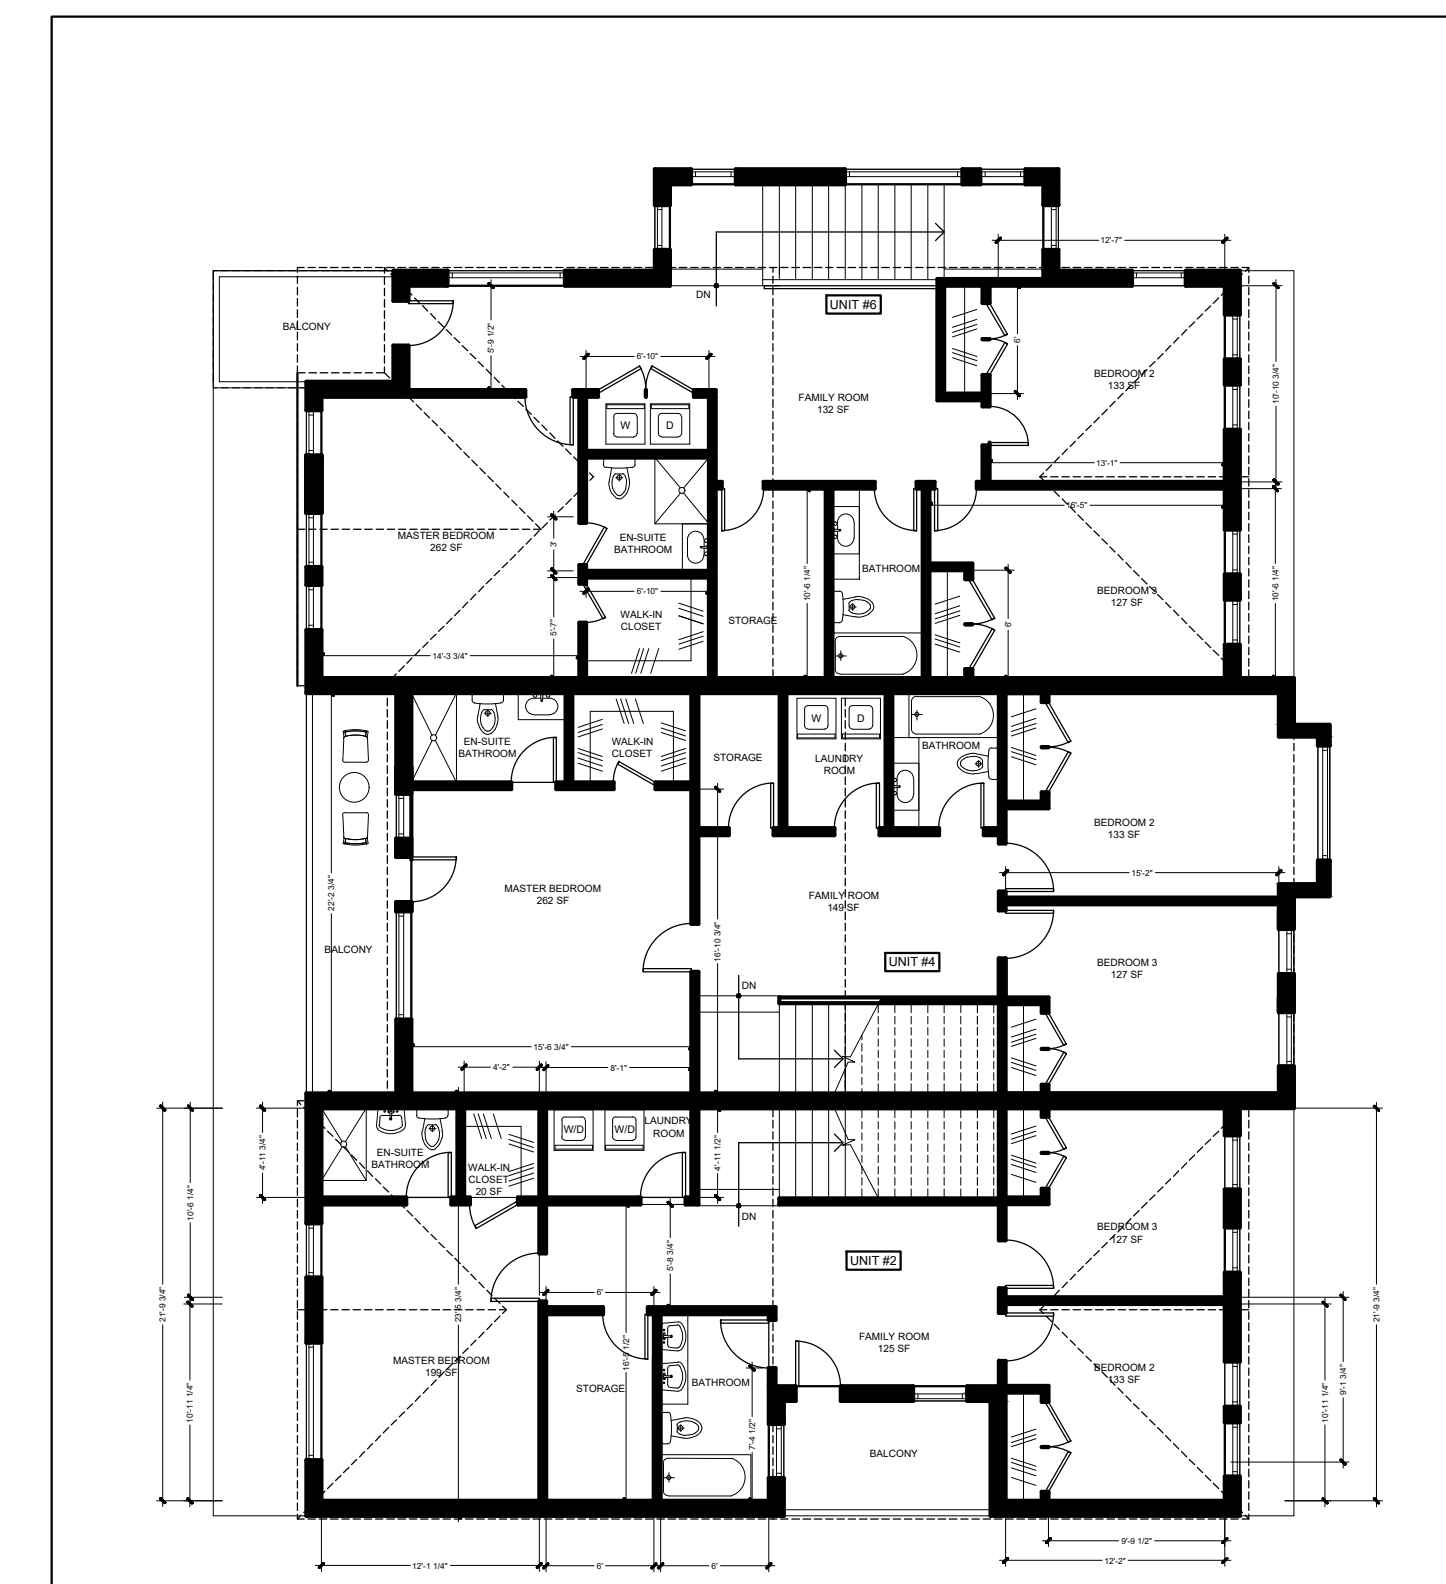 12'-7"
DN
UNIT #6
BALCONY
5'-9 1/2"
6'-10"
6'
BEDROOM 2
133 SF
10'-10 3/4"
FAMILY ROOM
132 SF
W
D
13'-1"
16'-5"
MASTER BEDROOM
262 SF
3'
EN-SUITE
BATHROOM
BATHROOM
10'-6 1/4"
10'-6 1/4"
BEDROOM 3
127 SF
6'-10"
WALK-IN
CLOSET
STORAGE
5'-7"
6'
14'-3 3/4"
EN-SUITE
BATHROOM
WALK-IN
CLOSET
STORAGE
W
D
LAUNDRY
ROOM
BATHROOM
BEDROOM 2
133 SF
15'-2"
MASTER BEDROOM
262 SF
FAMILY ROOM
149 SF
22'-2 3/4"
BALCONY
16'-10 3/4"
UNIT #4
BEDROOM 3
127 SF
DN
15'-6 3/4"
4'-2"
8'-1"
W/D
W/D
LAUNDRY
ROOM
4'-11 3/4"
EN-SUITE
BATHROOM
WALK-IN
CLOSET
20 SF
4'-11 1/2"
DN
10'-6 1/4"
BEDROOM 3
127 SF
5'-8 3/4"
UNIT #2
21'-9 3/4"
23'-5 3/4"
6'
21'-9 3/4"
FAMILY ROOM
125 SF
16'-5 1/2"
MASTER BEDROOM
199 SF
STORAGE
BATHROOM
BEDROOM 2
133 SF
9'-1 3/4"
10'-11 1/4"
10'-11 1/4"
7'-4 1/2"
BALCONY
9'-9 1/2"
12'-1 1/4"
6'
6'
12'-2"